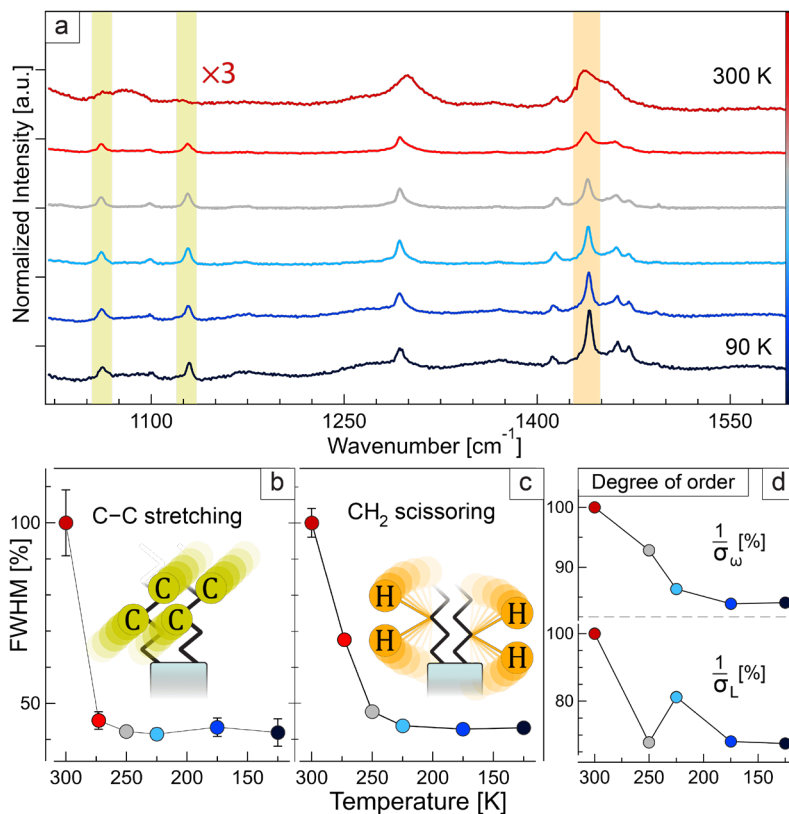 a
×3
300 K
90 K
Normalized Intensity [a.u.]
1100 1250 1400 1550
Wavenumber [cm⁻¹]
b
C−C stretching
C C
C C
FWHM [%]
100
50
300 250 200 150
c
CH₂ scissoring
H H
H H
300 250 200 150
Temperature [K]
Degree of order
d
100
90
1/σ_ω [%]
100
80
1/σ_L [%]
300 250 200 150